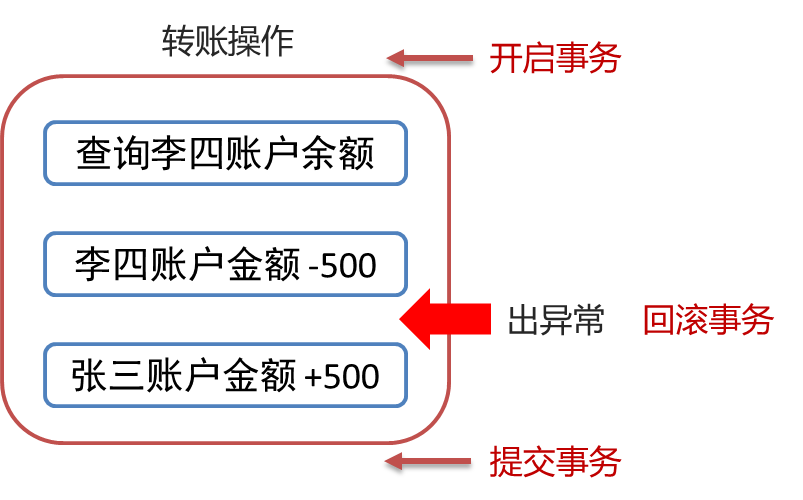 转账操作
开启事务
查询李四账户余额
李四账户金额 -500
出异常 回滚事务
张三账户金额 +500
提交事务